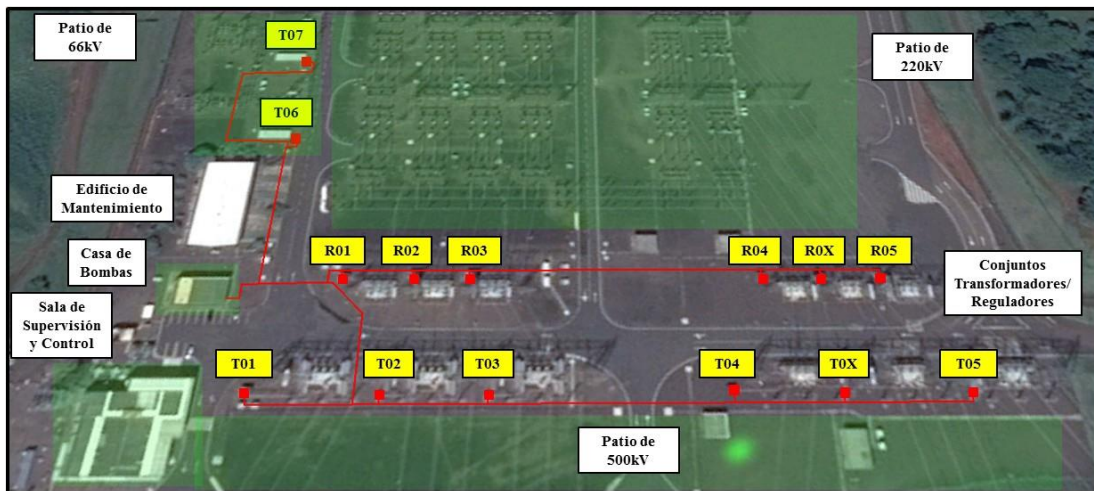 Patio de
66kV
T07
Patio de
220kV
T06
Edificio de
Mantenimiento
Casa de
Bombas
R01
R02
R03
R04
R0X
R05
Conjuntos
Transformadores/
Reguladores
Sala de
Supervisión
y Control
T01
T02
T03
T04
T0X
T05
Patio de
500kV